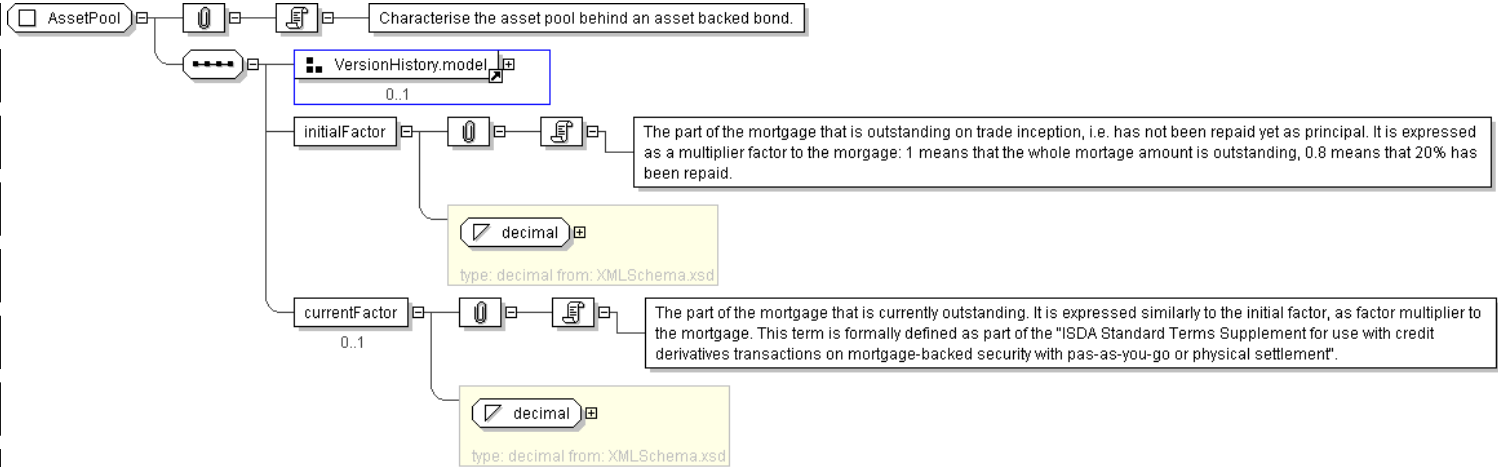 AssetPool
Characterise the asset pool behind an asset backed bond.
VersionHistory.model
0..1
initialFactor
The part of the mortgage that is outstanding on trade inception, i.e. has not been repaid yet as principal. It is expressed
as a multiplier factor to the morgage: 1 means that the whole mortage amount is outstanding, 0.8 means that 20% has
been repaid.
decimal
type: decimal from: XMLSchema.xsd
currentFactor
0..1
The part of the mortgage that is currently outstanding. It is expressed similarly to the initial factor, as factor multiplier to
the mortgage. This term is formally defined as part of the "ISDA Standard Terms Supplement for use with credit
derivatives transactions on mortgage-backed security with pas-as-you-go or physical settlement".
decimal
type: decimal from: XMLSchema.xsd